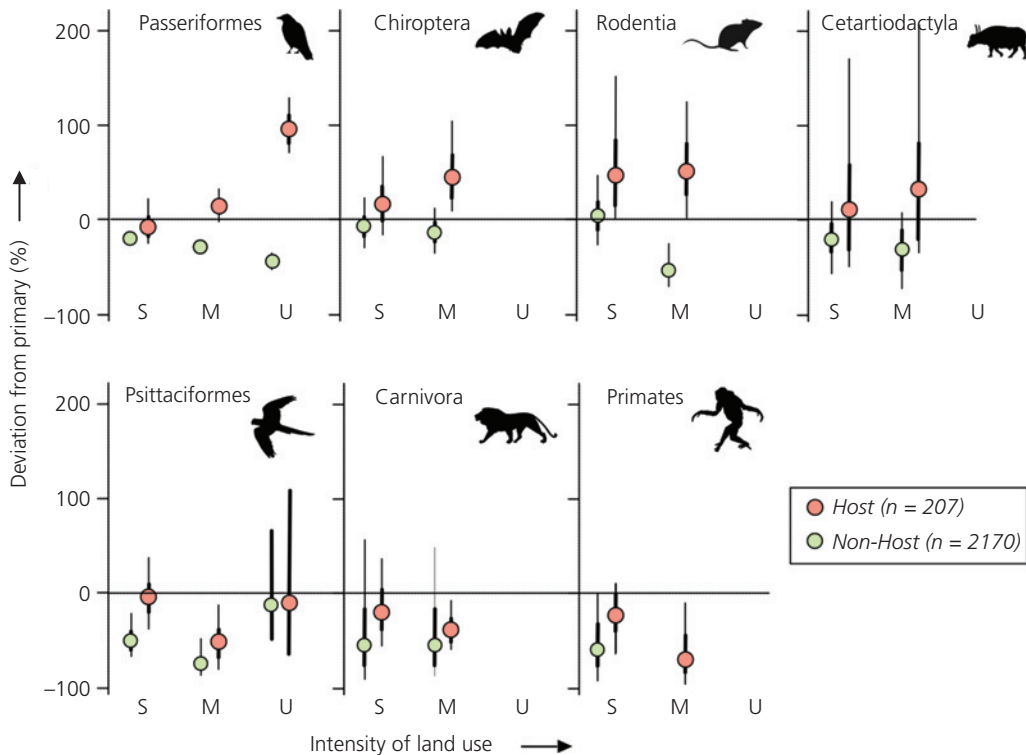 Passeriformes Chiroptera Rodentia Cetartiodactyla
200
100
0
−100
S M U S M U S M U S M U
Deviation from primary (%)
Psittaciformes Carnivora Primates
200
100
0
−100
S M U S M U S M U
Host (n = 207)
Non-Host (n = 2170)
Intensity of land use